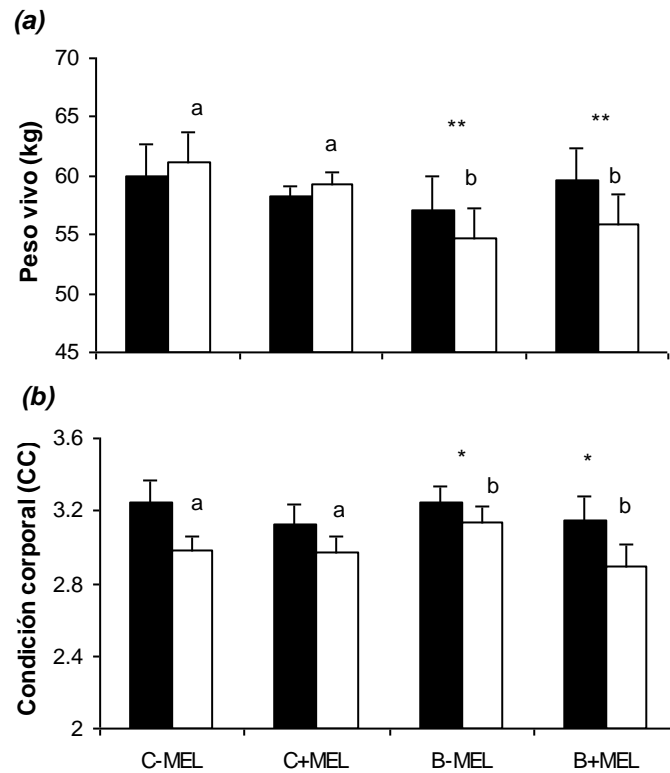 (a)
Peso vivo (kg)
70
65
60
55
50
45
a
a
**
b
**
b
(b)
Condición corporal (CC)
3.6
3.2
2.8
2.4
2
a
a
*
b
*
b
C-MEL
C+MEL
B-MEL
B+MEL